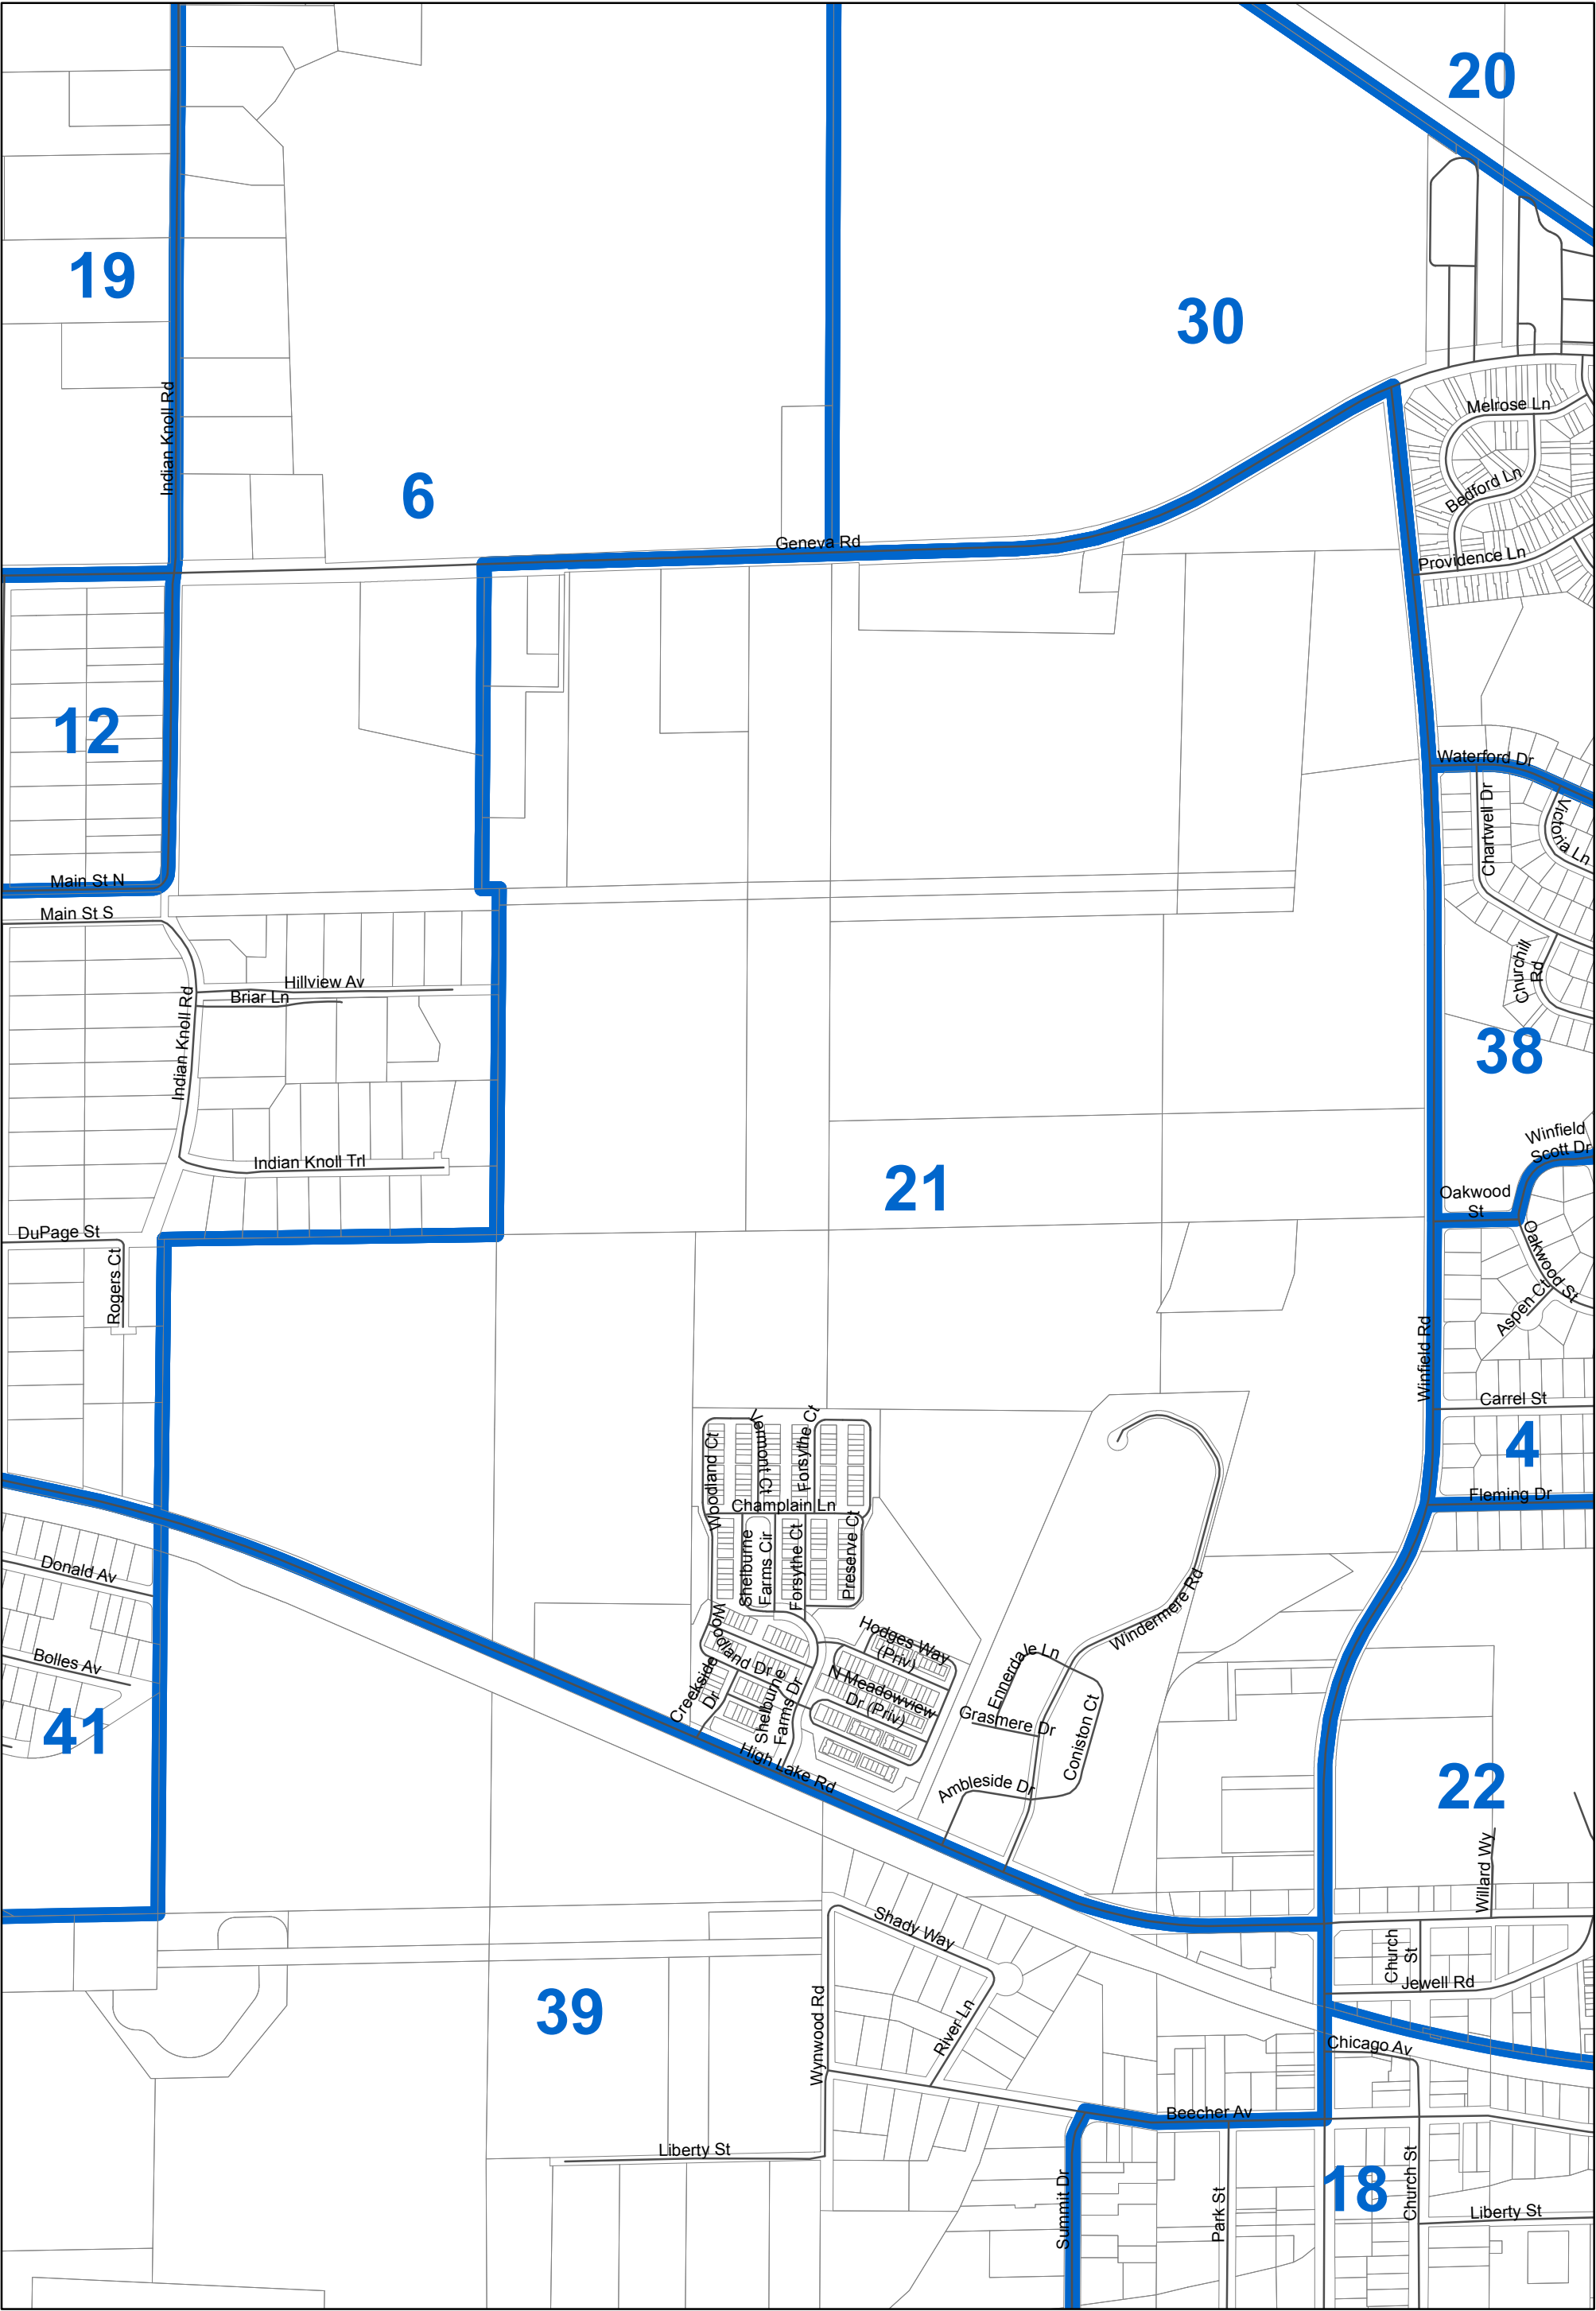 20
19
30
Indian Knoll Rd
Melrose Ln
6
Bedford Ln
Geneva Rd
Providence Ln
12
Waterford Dr
Chartwell Dr
Victoria Ln
Main St N
Main St S
Churchill
Rd
Hillview Av
Briar Ln
Indian Knoll Rd
38
Winfield
Scott Dr
Indian Knoll Trl
21
Oakwood
St
DuPage St
Rogers Ct
Oakwood St
Aspen Ct
Winfield Rd
Carrel St
4
Fleming Dr
Woodland Ct
Vermont Ct
Forsythe Ct
Champlain Ln
Shelburne
Farms Cir
Forsythe Ct
Preserve Ct
Donald Av
Bolles Av
41
Woodland Dr
Hodges Way
(Priv)
N Meadowview
Dr (Priv)
Creekside
Dr
Shelburne
Farms Dr
High Lake Rd
Windermere Rd
Ennerdale Ln
Grasmere Dr
Coniston Ct
Ambleside Dr
22
Willard Wy
Shady Way
Church
St
Jewell Rd
39
Wynwood Rd
River Ln
Chicago Av
Beecher Av
Liberty St
Summit Dr
Park St
18
Church St
Liberty St